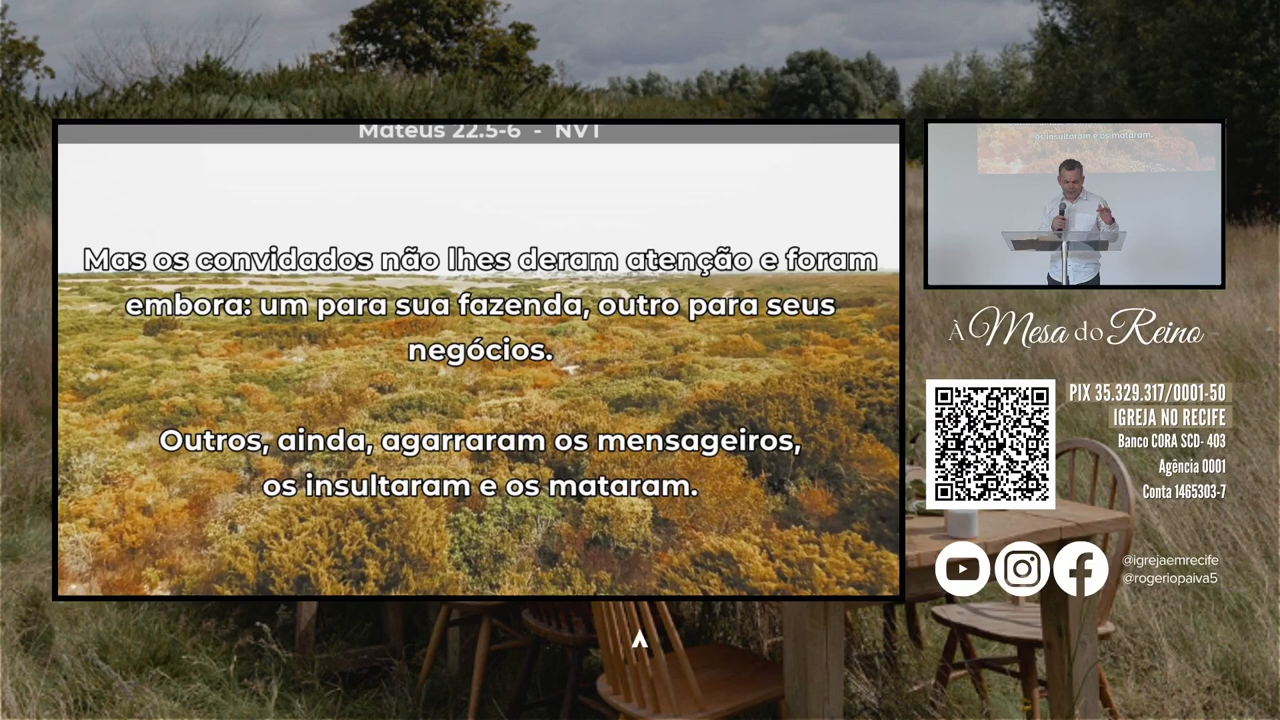 Mateus 22.5-6 - NVT
Mas os convidados não lhes deram atenção e foram
embora: um para sua fazenda, outro para seus
negócios.
Outros, ainda, agarraram os mensageiros,
os insultaram e os mataram.
os insultaram e os mataram.
À Mesa do Reino
PIX 35.329.317/0001-50
IGREJA NO RECIFE
Banco CORA SCD- 403
Agência 0001
Conta 1465303-7
@igrejaemrecife
@rogeriopaiva5